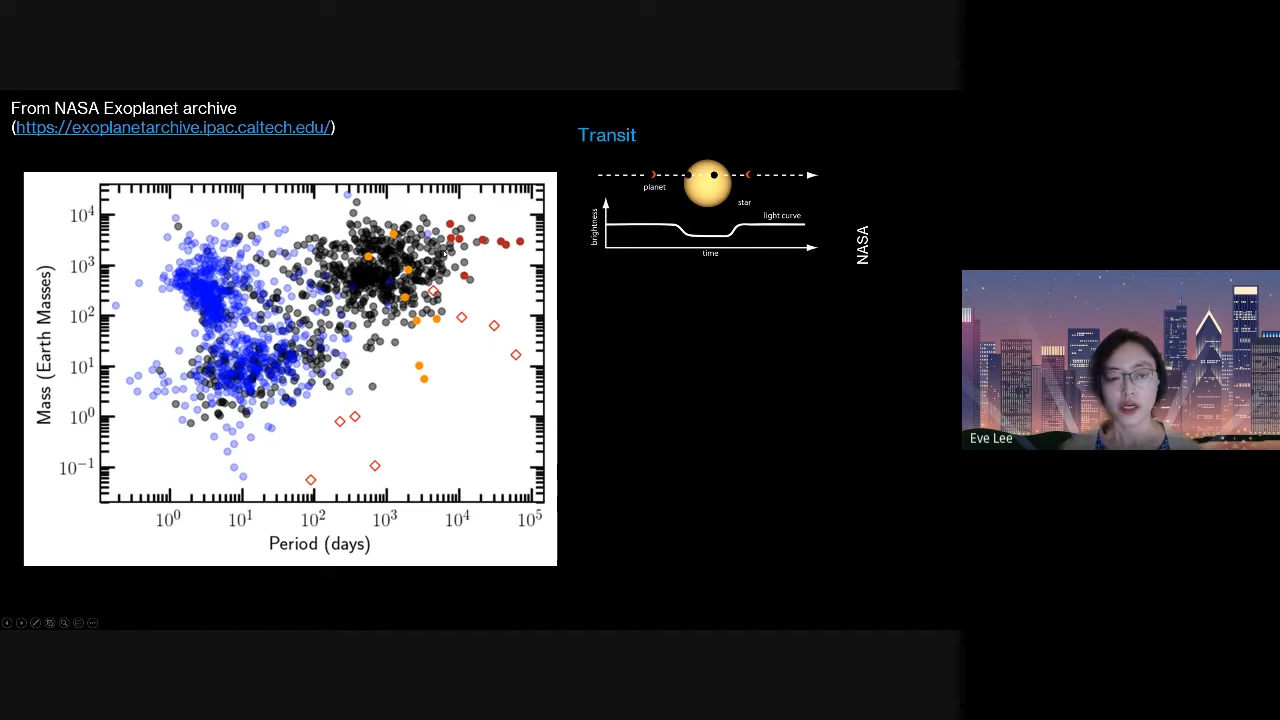 From NASA Exoplanet archive
(https://exoplanetarchive.ipac.caltech.edu/)
Transit
planet
star
brightness
light curve
time
NASA
10^4
10^3
10^2
10^1
10^0
10^−1
Mass (Earth Masses)
10^0 10^1 10^2 10^3 10^4 10^5
Period (days)
Eve Lee